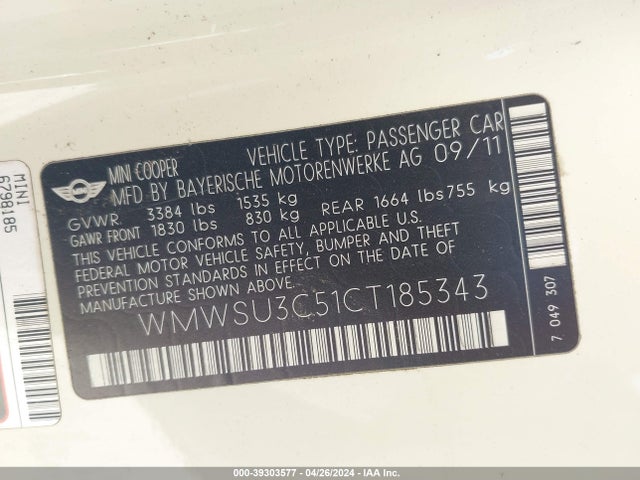 MINI COOPER VEHICLE TYPE: PASSENGER CAR
MFD BY BAYERISCHE MOTORENWERKE AG 09/11
GVWR 3384 lbs 1535 kg
GAWR FRONT 1830 lbs 830 kg REAR 1664 lbs755 kg
THIS VEHICLE CONFORMS TO ALL APPLICABLE U.S.
FEDERAL MOTOR VEHICLE SAFETY, BUMPER AND THEFT
PREVENTION STANDARDS IN EFFECT ON THE DATE OF
MANUFACTURE SHOWN ABOVE.
WMWSU3C51CT185343
7 049 307
MINI
6798185
000-39303577 - 04/26/2024 - IAA Inc.